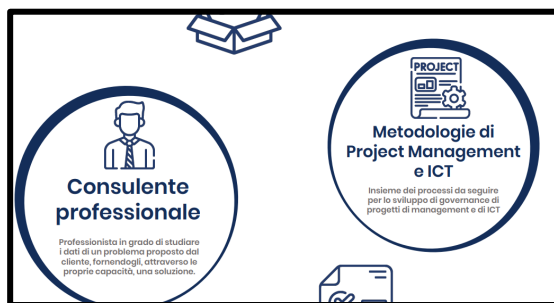 PROJECT
Metodologie di
Project Management
e ICT
Insieme dei processi da seguire
per lo sviluppo di governance di
progetti di management e di ICT
Consulente
professionale
Professionista in grado di studiare
i dati di un problema proposto dal
cliente, fornendogli, attraverso le
proprie capacità, una soluzione.